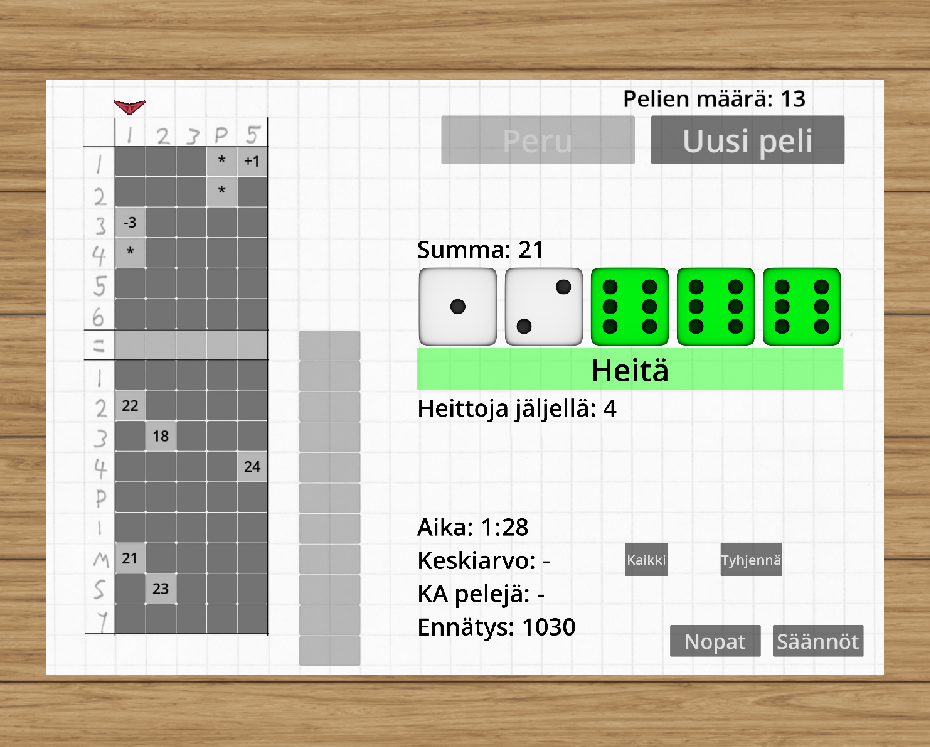 Pelien määrä: 13
Peru
Uusi peli
1 2 3 P 5
1 * +1
2 *
3 -3
4 *
5
6
=
1
2 22
3 18
4 24
P
1
M 21
S 23
Y
Summa: 21
Heitä
Heittoja jäljellä: 4
Aika: 1:28
Keskiarvo: -
KA pelejä: -
Ennätys: 1030
Kaikki
Tyhjennä
Nopat
Säännöt